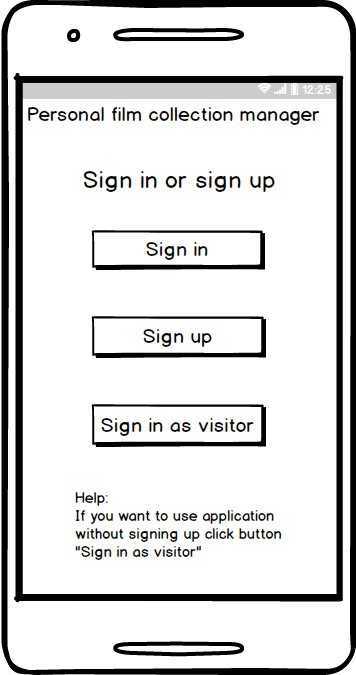 12:25
Personal film collection manager
Sign in or sign up
Sign in
Sign up
Sign in as visitor
Help:
If you want to use application
without signing up click button
"Sign in as visitor"